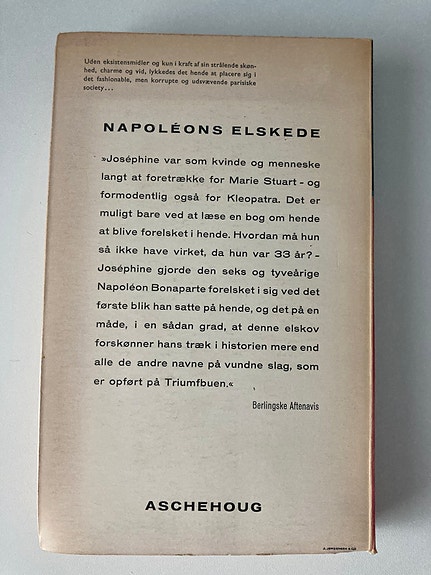 Uden eksistensmidler og kun i kraft af sin strålende skøn-
hed, charme og vid, lykkedes det hende at placere sig i
det fashionable, men korrupte og udsvævende parisiske
society...
NAPOLÉONS ELSKEDE
»Joséphine var som kvinde og menneske
langt at foretrække for Marie Stuart - og
formodentlig også for Kleopatra. Det er
muligt bare ved at læse en bog om hende
at blive forelsket i hende. Hvordan må hun
så ikke have virket, da hun var 33 år? -
Joséphine gjorde den seks og tyveårige
Napoléon Bonaparte forelsket i sig ved det
første blik han satte på hende, og det på en
måde, i en sådan grad, at denne elskov
forskønner hans træk i historien mere end
alle de andre navne på vundne slag, som
er opført på Triumfbuen.«
Berlingske Aftenavis
ASCHEHOUG